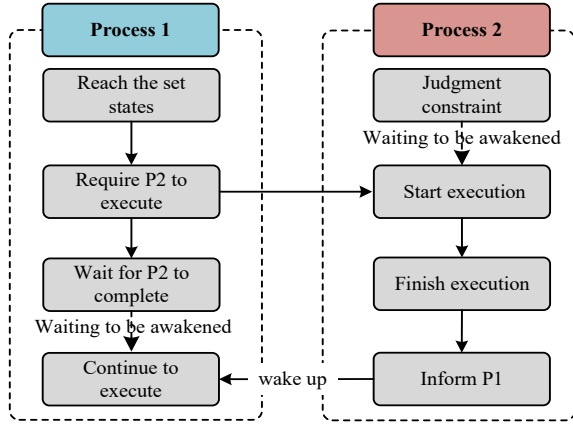 Process 1
Reach the set
states
Require P2 to
execute
Wait for P2 to
complete
Waiting to be awakened
Continue to
execute
wake up
Process 2
Judgment
constraint
Waiting to be awakened
Start execution
Finish execution
Inform P1